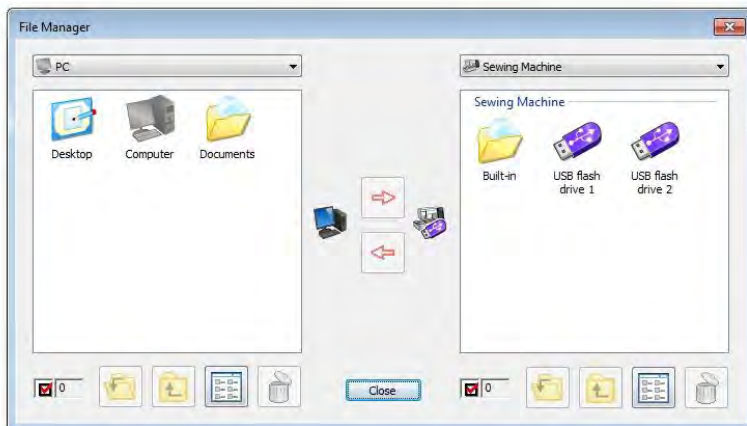 File Manager
PC
Sewing Machine
Desktop
Computer
Documents
Sewing Machine
Built-in
USB flash
drive 1
USB flash
drive 2
0
Close
0